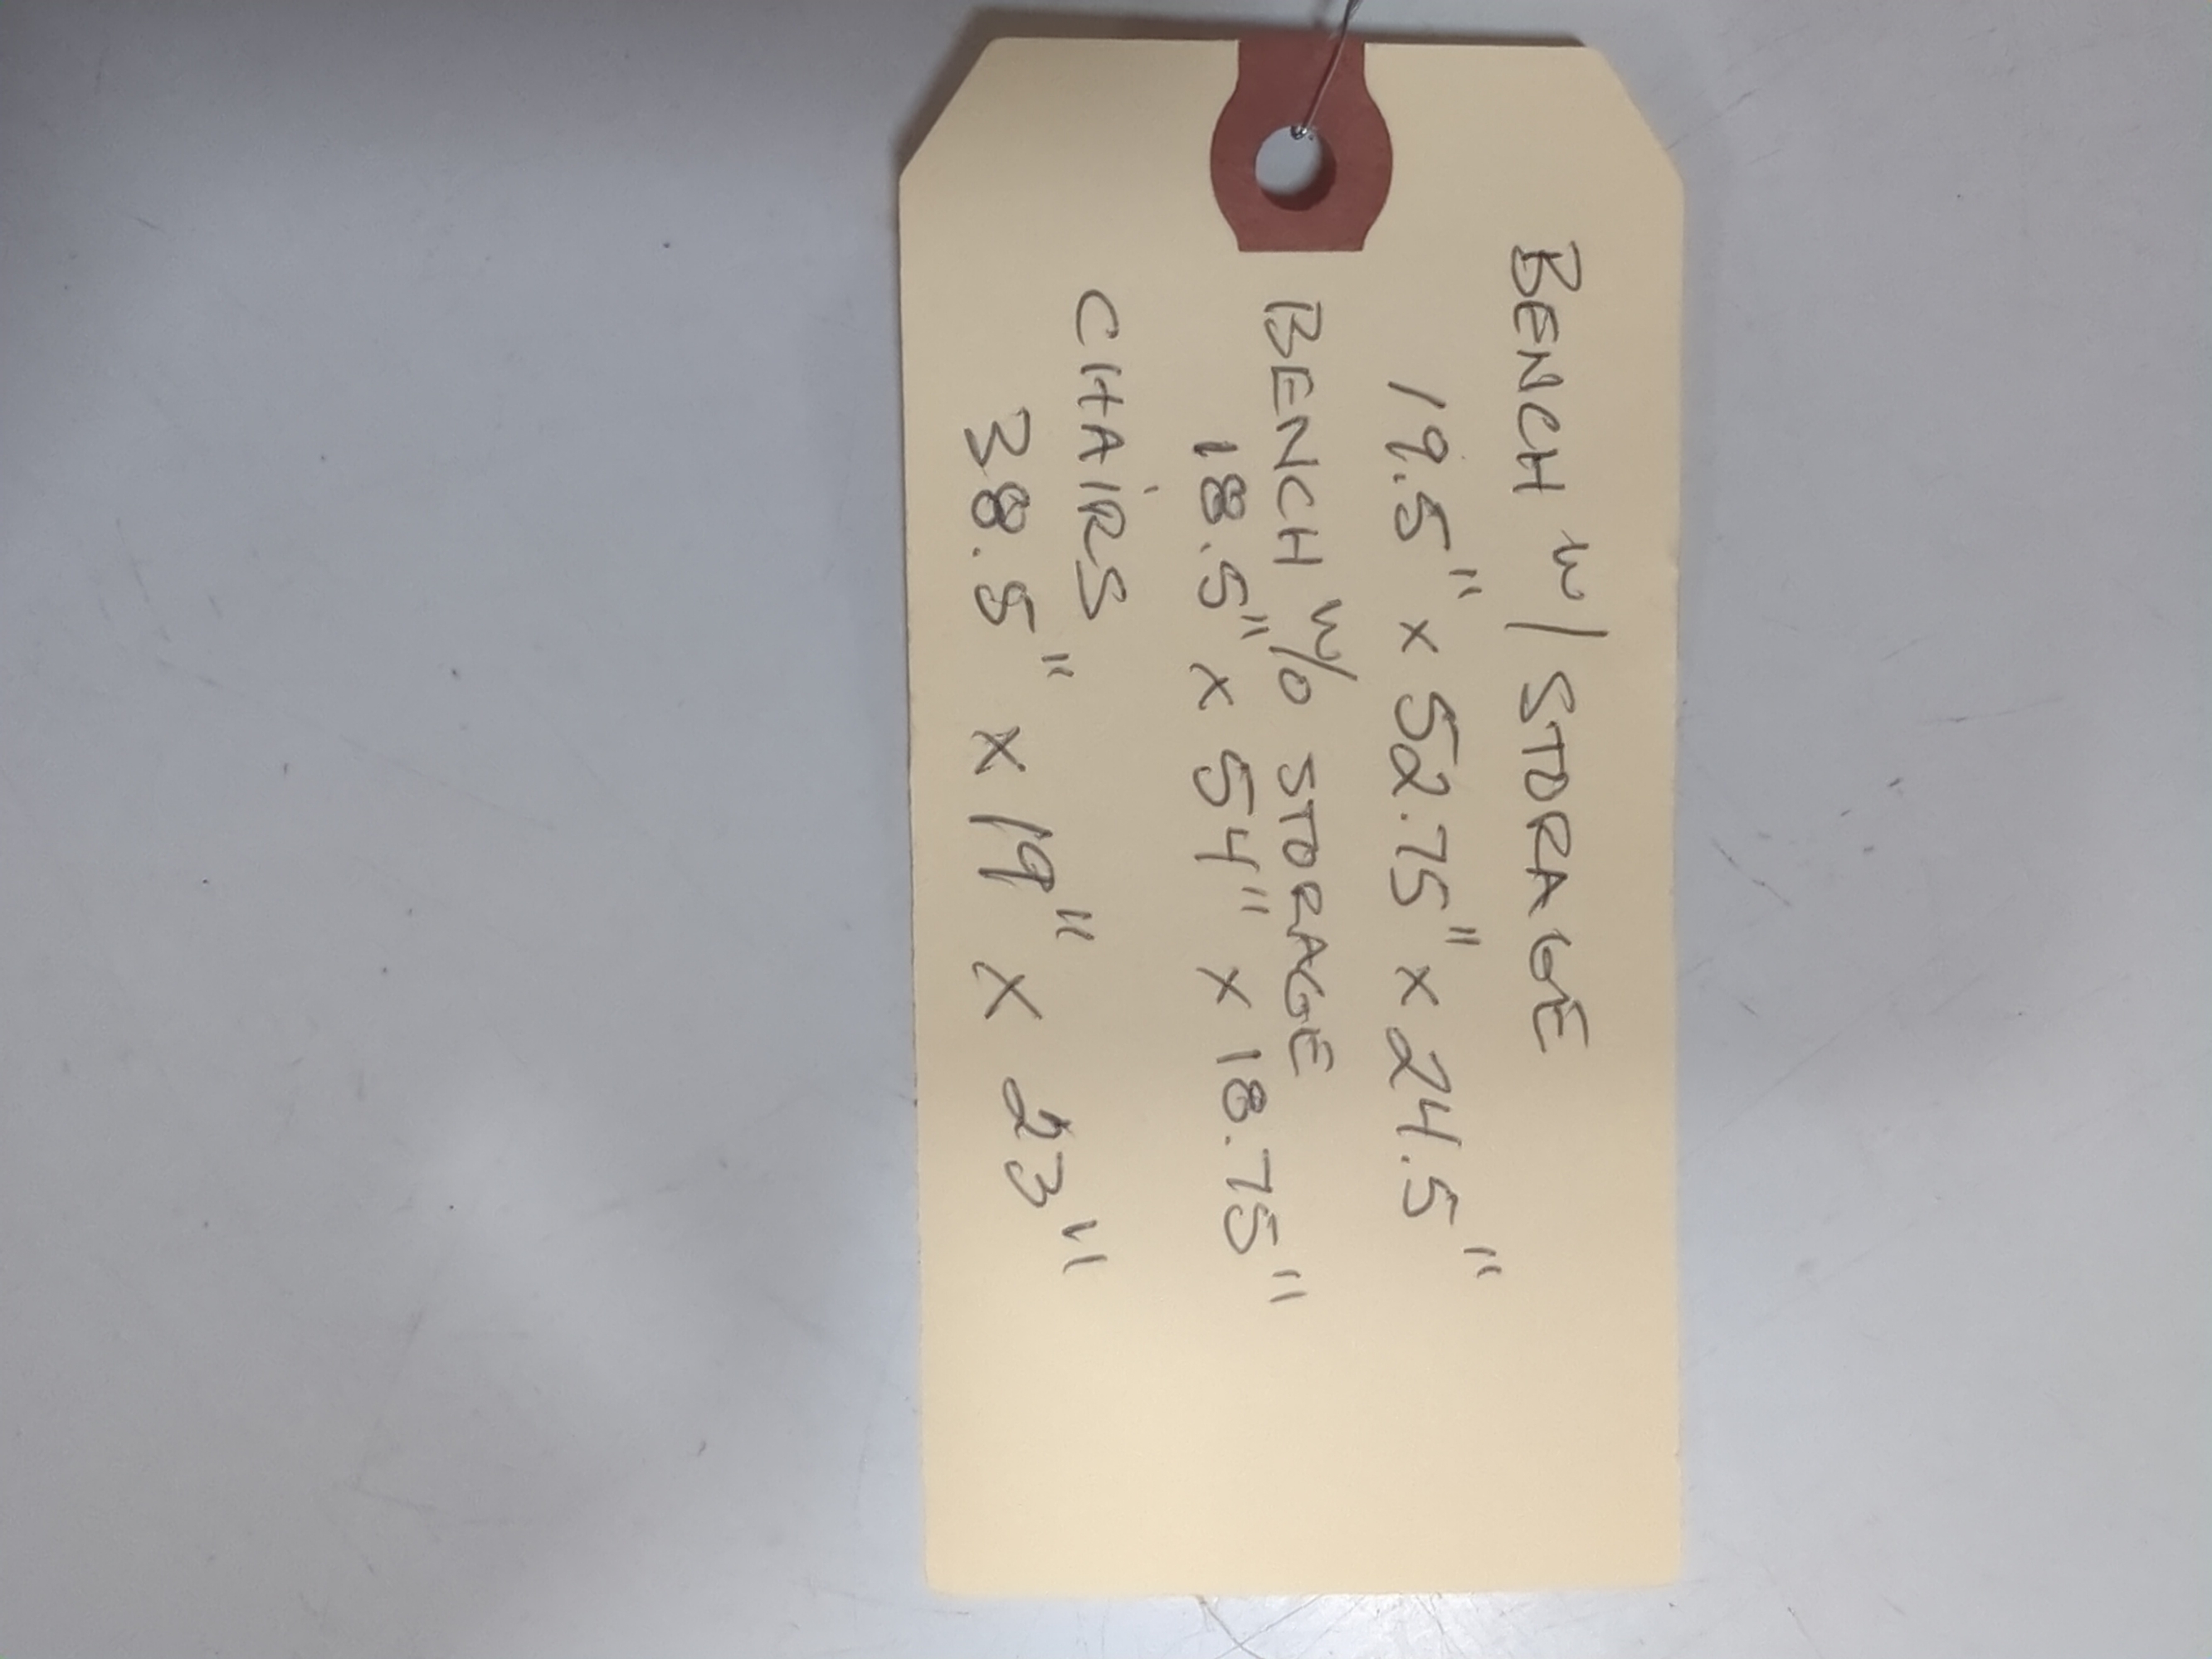 BENCH w/ STORAGE
19.5" x 52.75" x 24.5"
BENCH w/o STORAGE
18.5" x 54" x 18.75"
CHAIRS
38.5" x 19" x 23"